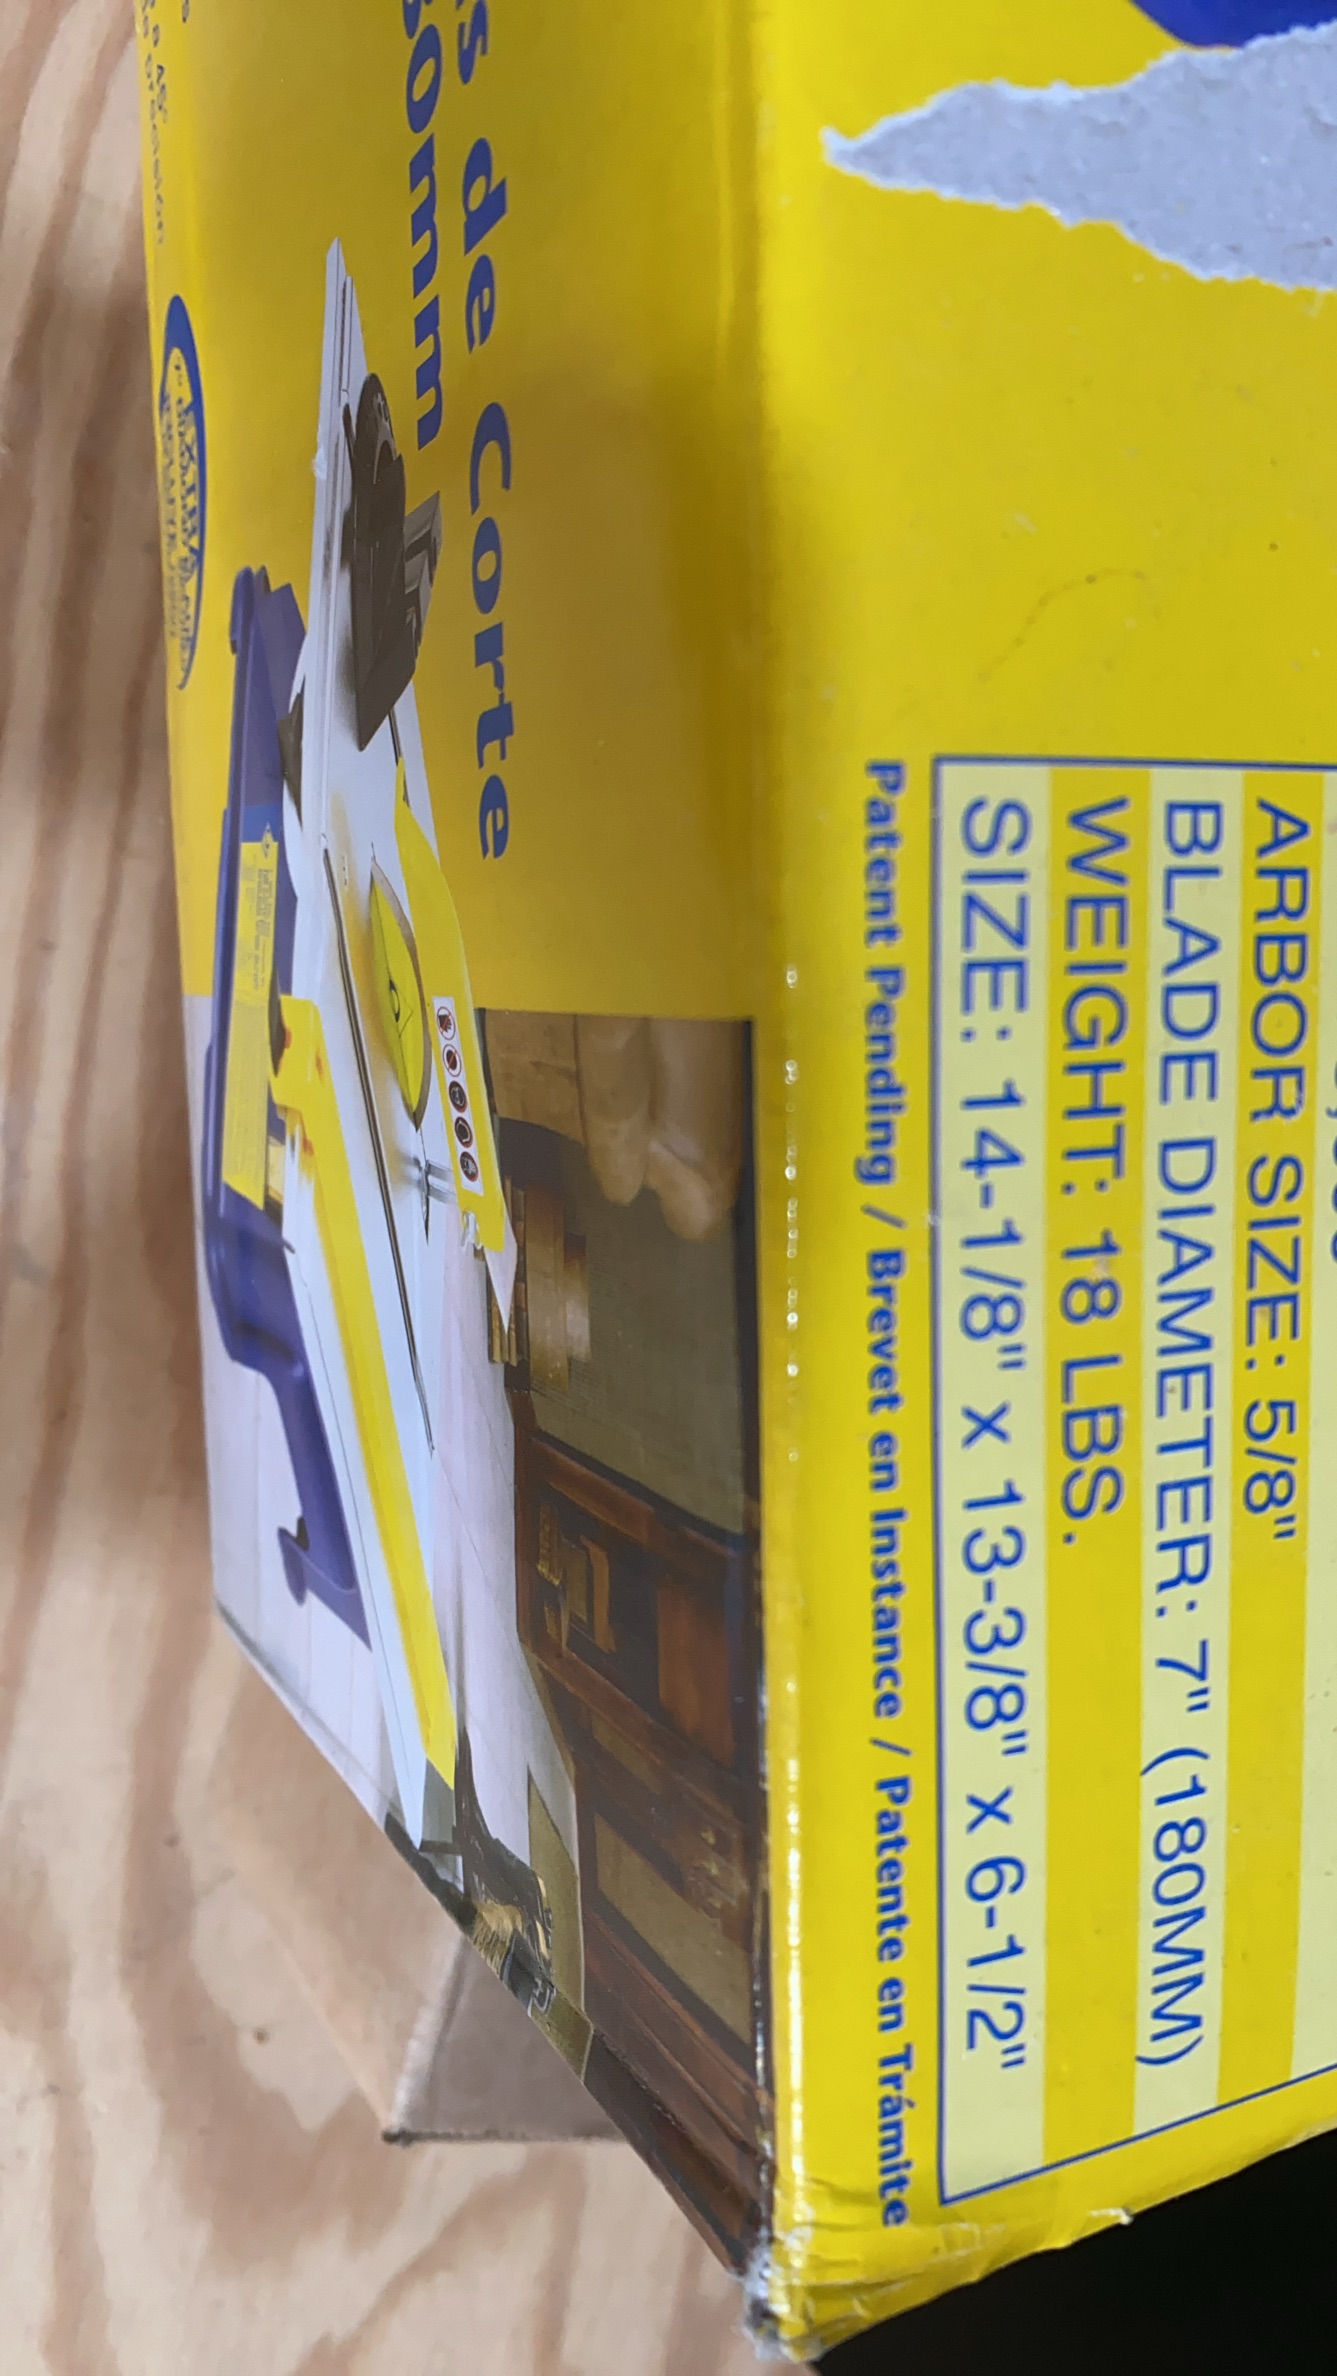 s de Corte
Somm
ARBOR SIZE: 5/8"
BLADE DIAMETER: 7" (180MM)
WEIGHT: 18 LBS.
SIZE: 14-1/8" x 13-3/8" x 6-1/2"
Patent Pending / Brevet en Instance / Patente en Trámite